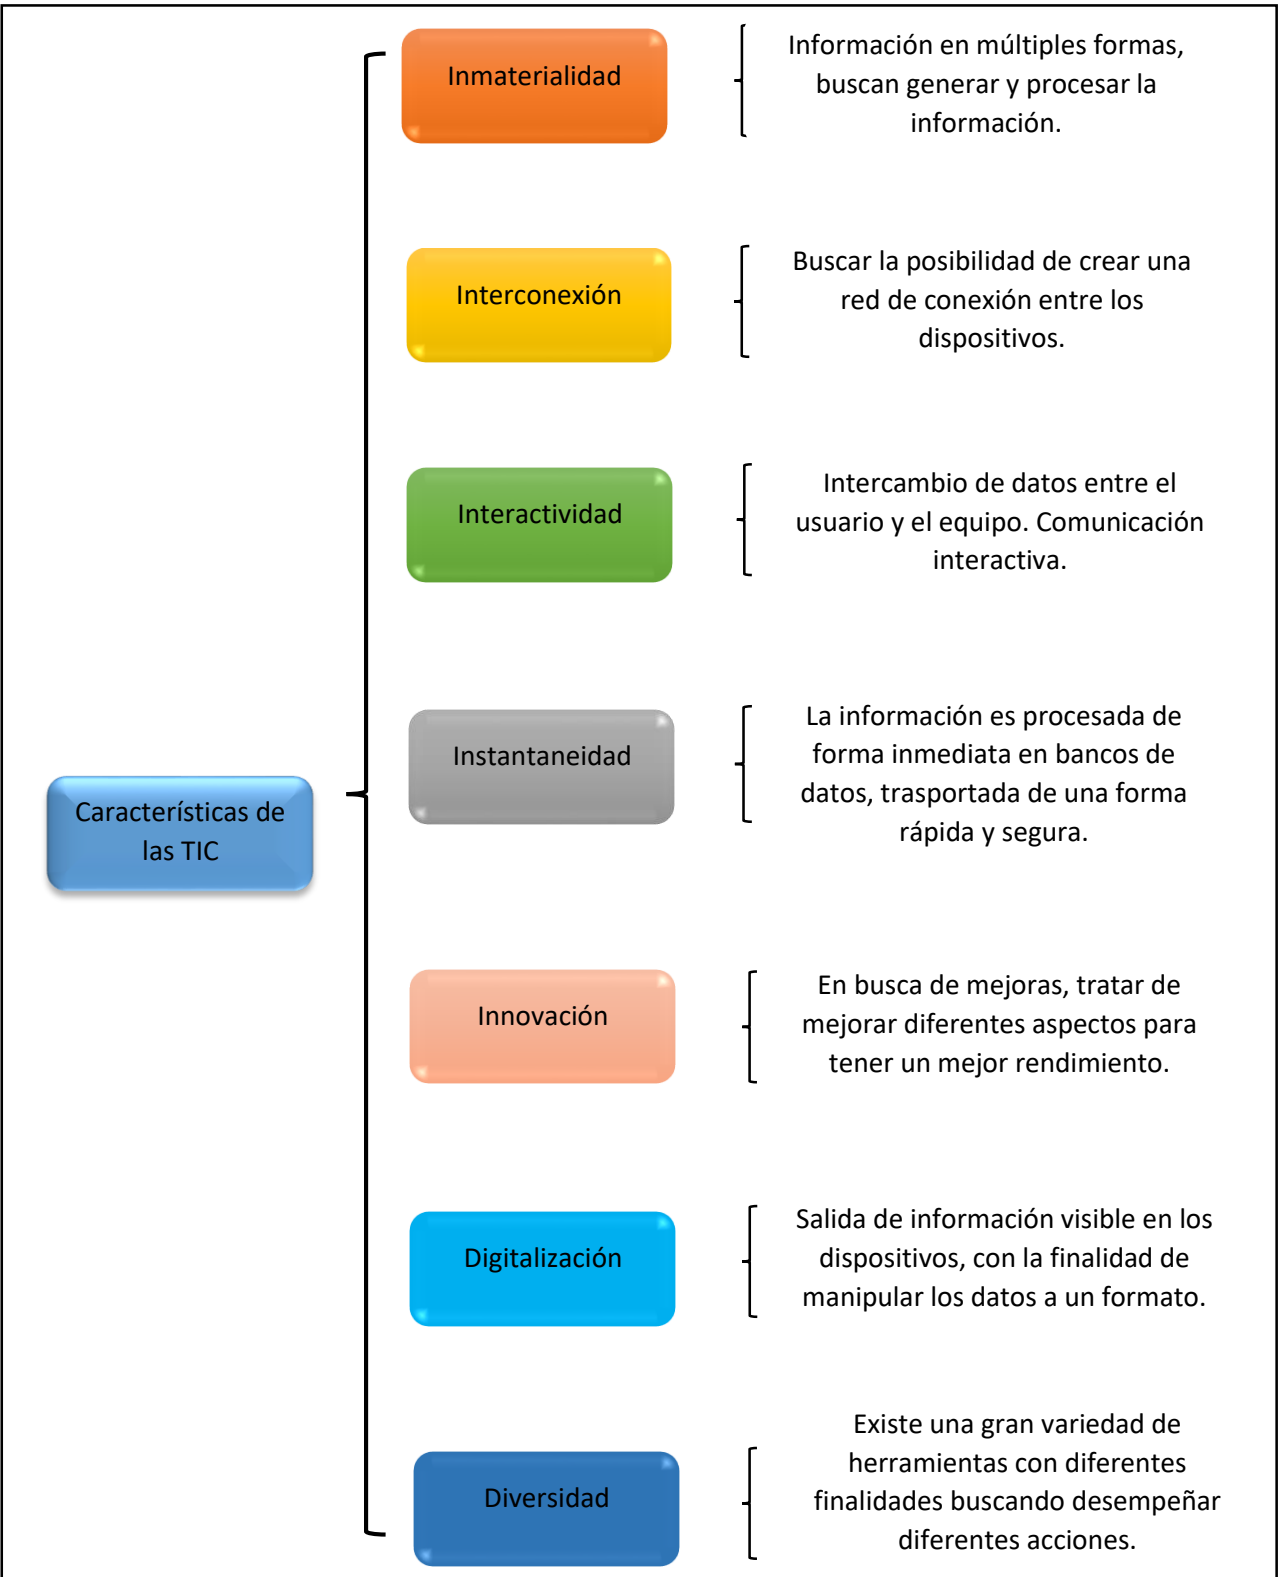 Inmaterialidad
Información en múltiples formas,
buscan generar y procesar la
información.
Interconexión
Buscar la posibilidad de crear una
red de conexión entre los
dispositivos.
Interactividad
Intercambio de datos entre el
usuario y el equipo. Comunicación
interactiva.
Característícas de
las TIC
Instantaneidad
La información es procesada de
forma inmediata en bancos de
datos, trasportada de una forma
rápida y segura.
Innovación
En busca de mejoras, tratar de
mejorar diferentes aspectos para
tener un mejor rendimiento.
Digitalización
Salida de información visible en los
dispositivos, con la finalidad de
manipular los datos a un formato.
Diversidad
Existe una gran variedad de
herramientas con diferentes
finalidades buscando desempeñar
diferentes acciones.